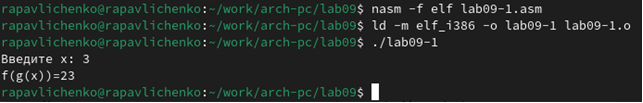 rapavlichenko@rapavlichenko:~/work/arch-pc/lab09$ nasm -f elf lab09-1.asm
rapavlichenko@rapavlichenko:~/work/arch-pc/lab09$ ld -m elf_i386 -o lab09-1 lab09-1.o
rapavlichenko@rapavlichenko:~/work/arch-pc/lab09$ ./lab09-1
Введите x: 3
f(g(x))=23
rapavlichenko@rapavlichenko:~/work/arch-pc/lab09$